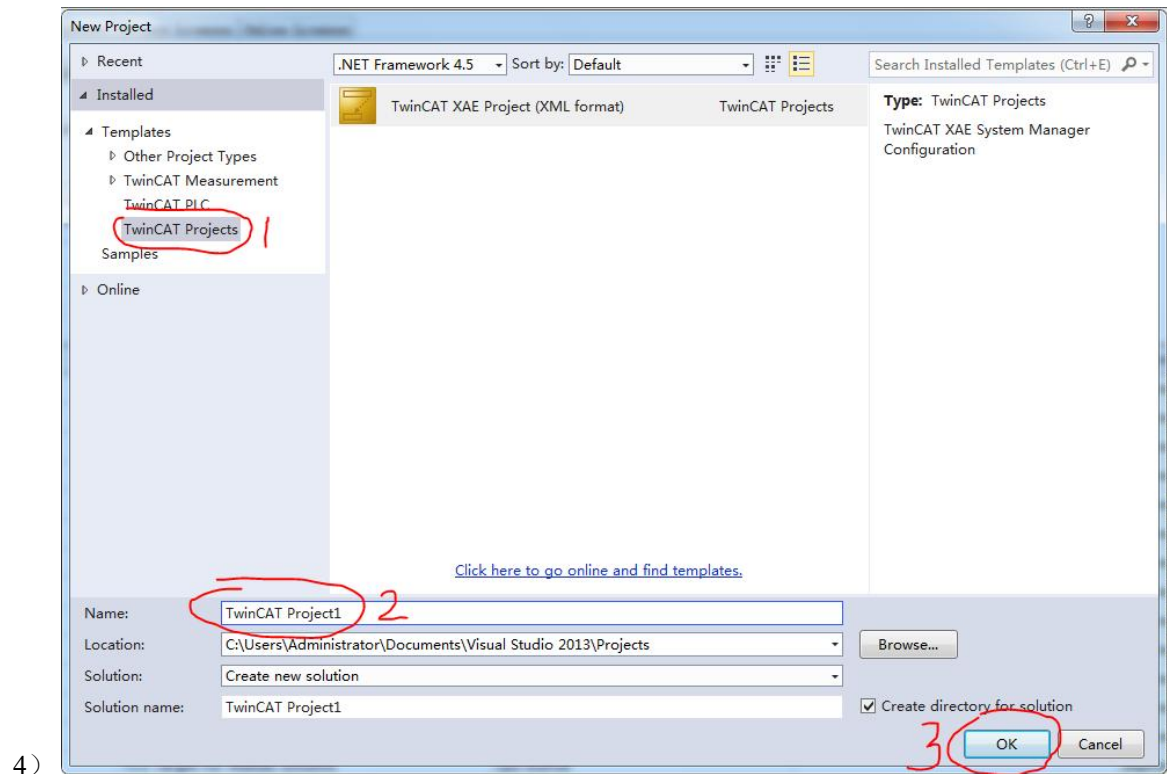 New Project
Recent
.NET Framework 4.5
Sort by: Default
Search Installed Templates (Ctrl+E)
Installed
TwinCAT XAE Project (XML format)
TwinCAT Projects
Type: TwinCAT Projects
TwinCAT XAE System Manager
Configuration
Templates
Other Project Types
TwinCAT Measurement
TwinCAT PLC
TwinCAT Projects
1
Samples
Online
Click here to go online and find templates.
Name:
TwinCAT Project1
2
Location:
C:\Users\Administrator\Documents\Visual Studio 2013\Projects
Browse...
Solution:
Create new solution
Solution name:
TwinCAT Project1
Create directory for solution
3
OK
Cancel
4）